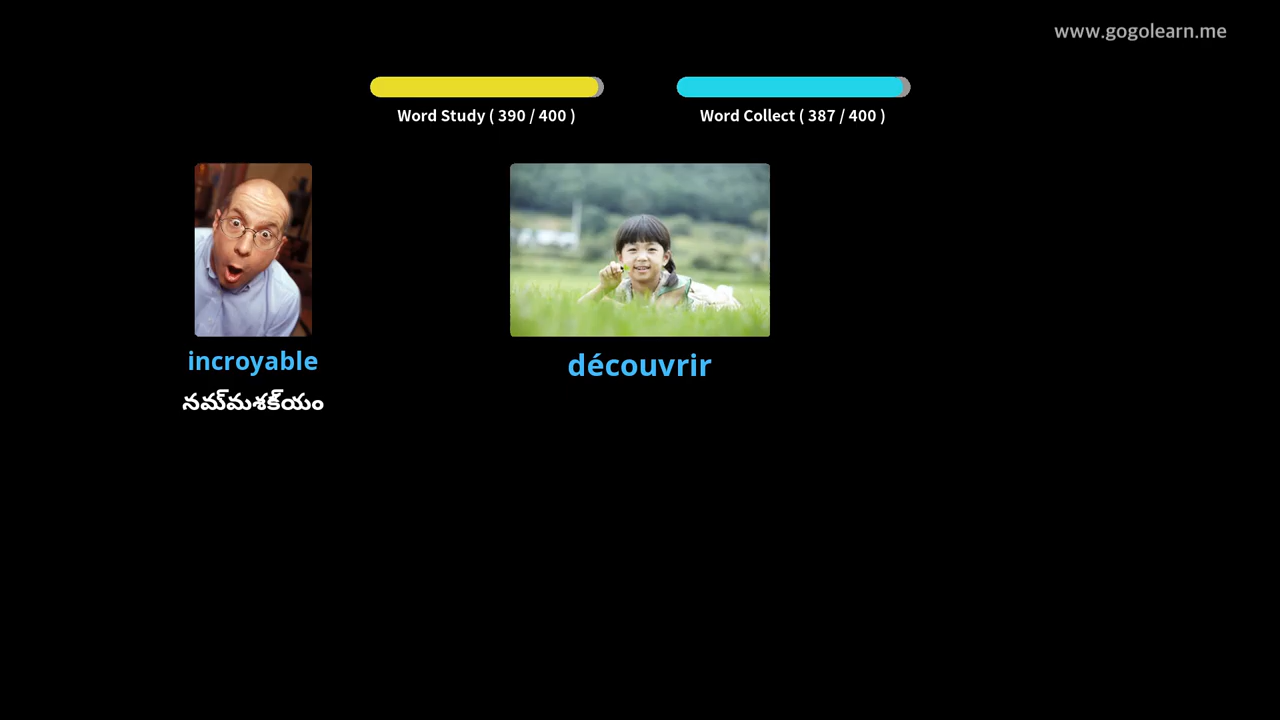 www.gogolearn.me
Word Study ( 390 / 400 )
Word Collect ( 387 / 400 )
incroyable
నమ్మశక్యం
découvrir